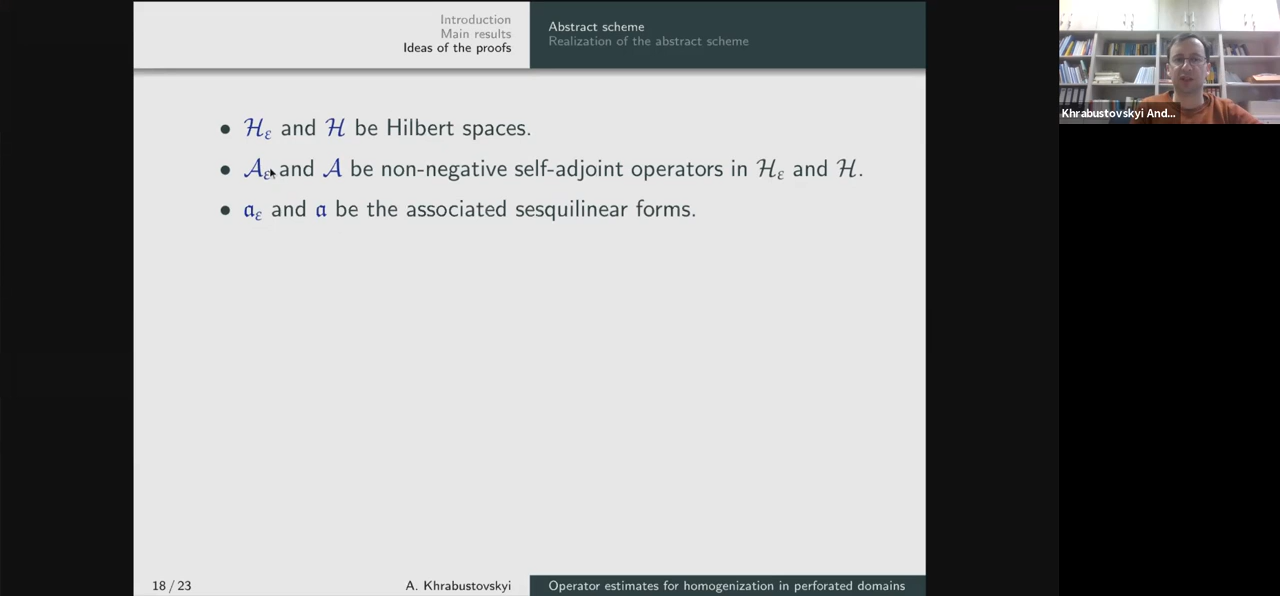 Introduction
Main results
Ideas of the proofs
Abstract scheme
Realization of the abstract scheme
• ℋ_ε and ℋ be Hilbert spaces.
• 𝒜_ε and 𝒜 be non-negative self-adjoint operators in ℋ_ε and ℋ.
• 𝔞_ε and 𝔞 be the associated sesquilinear forms.
18 / 23
A. Khrabustovskyi
Operator estimates for homogenization in perforated domains
Khrabustovskyi And...